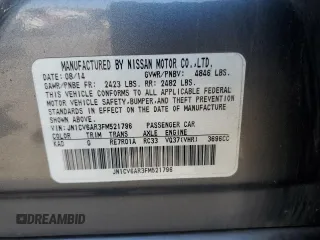 MANUFACTURED BY NISSAN MOTOR CO.,LTD.
DATE 08/14 GVWR/PNBV: 4846 LBS.
GAWR/PNBE FR: 2423 LBS RR: 2482 LBS.
THIS VEHICLE CONFORMS TO ALL APPLICABLE FEDERAL
MOTOR VEHICLE SAFETY, BUMPER, AND THEFT PREVENTION
STANDARDS IN EFFECT ON THE DATE OF MANUFACTURE
SHOWN ABOVE.
VIN: JN1CV6AR3FM521796 PASSENGER CAR
COLOR TRIM TRANS AXLE ENGINE
KAD G RE7R01A RC33 VQ37(VHR) 3696CC
JN1CV6AR3FM521796
DREAMBID